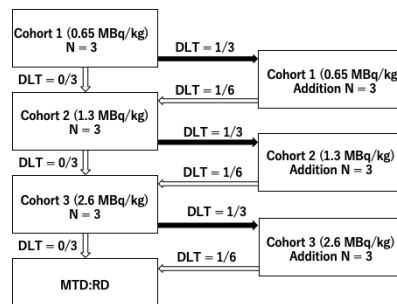 Cohort 1 (0.65 MBq/kg)
N = 3
DLT = 1/3
DLT = 0/3
Cohort 1 (0.65 MBq/kg
Addition N = 3
DLT = 1/6
Cohort 2 (1.3 MBq/kg)
N = 3
DLT = 1/3
DLT = 0/3
Cohort 2 (1.3 MBq/kg)
Addition N = 3
DLT = 1/6
Cohort 3 (2.6 MBq/kg)
N = 3
DLT = 1/3
DLT = 0/3
Cohort 3 (2.6 MBq/kg)
Addition N = 3
DLT = 1/6
MTD:RD